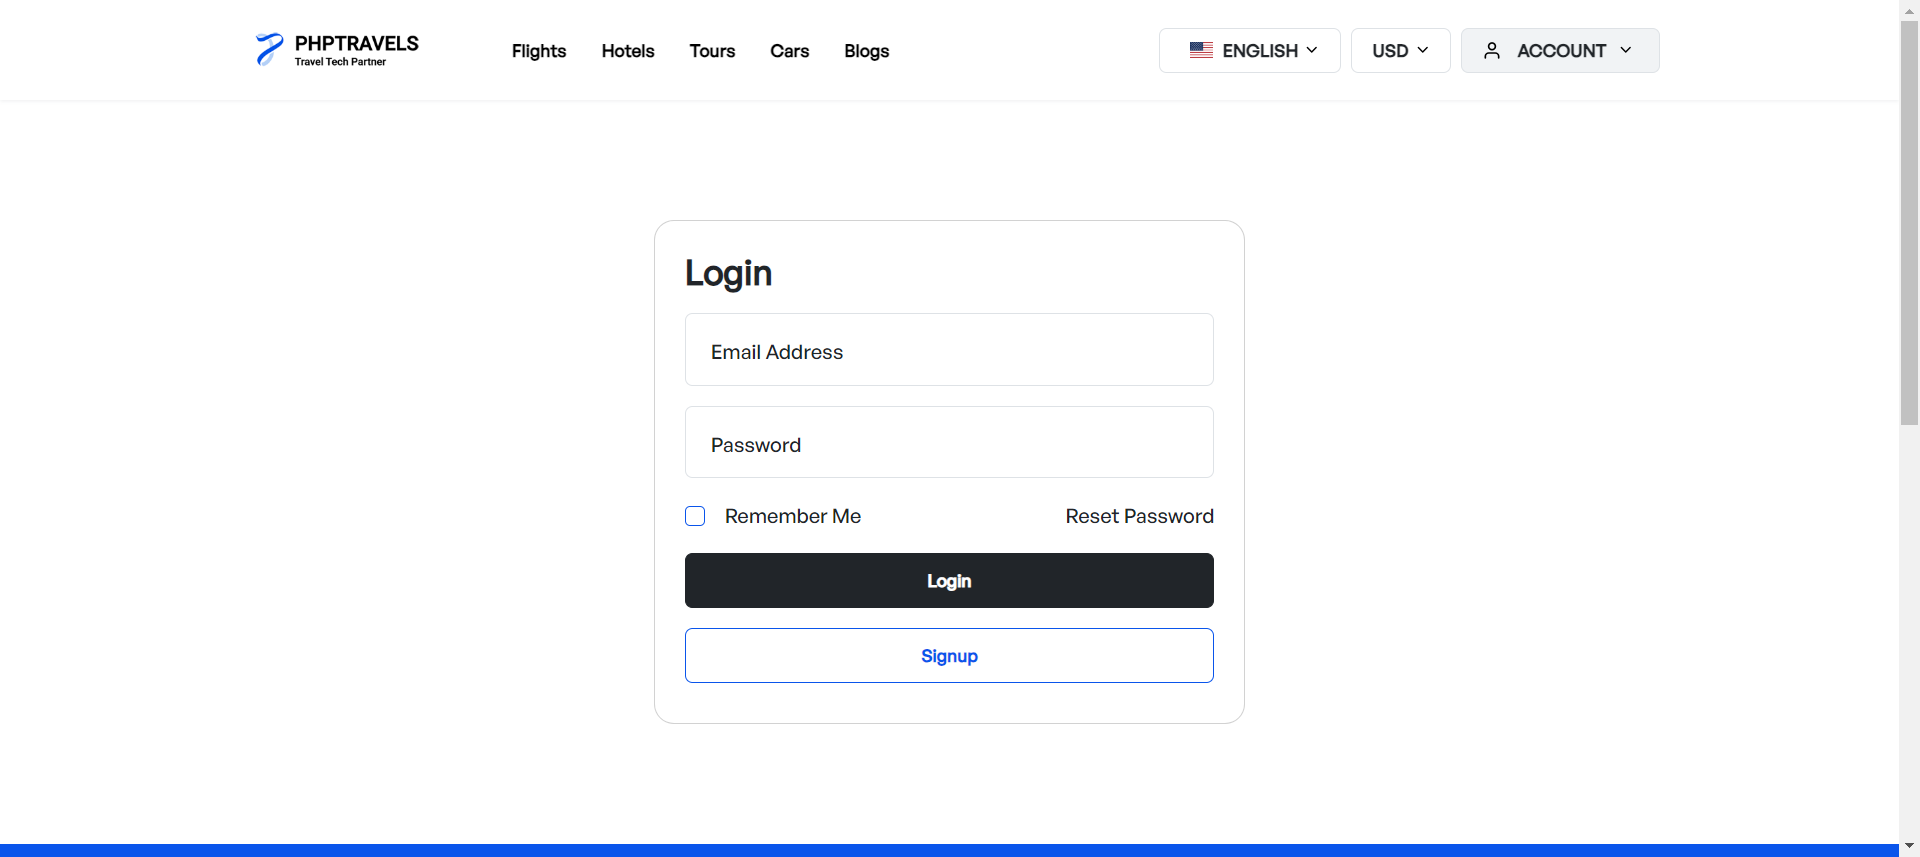 PHPTRAVELS
Travel Tech Partner
Flights Hotels Tours Cars Blogs
ENGLISH USD ACCOUNT
Login
Email Address
Password
Remember Me Reset Password
Login
Signup